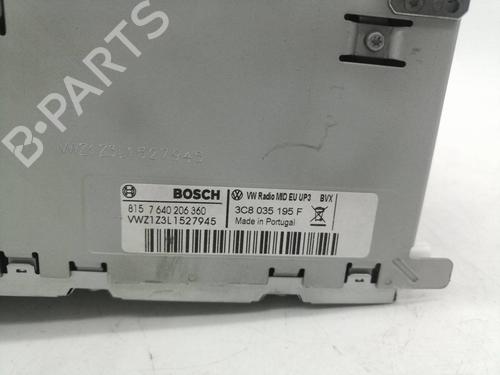 B-PARTS
VWZ1Z3L1527945
BOSCH
VW Radio MID EU UP3 BVX
815 7 640 206 360
3C8 035 195 F
VWZ1Z3L1527945
Made in Portugal